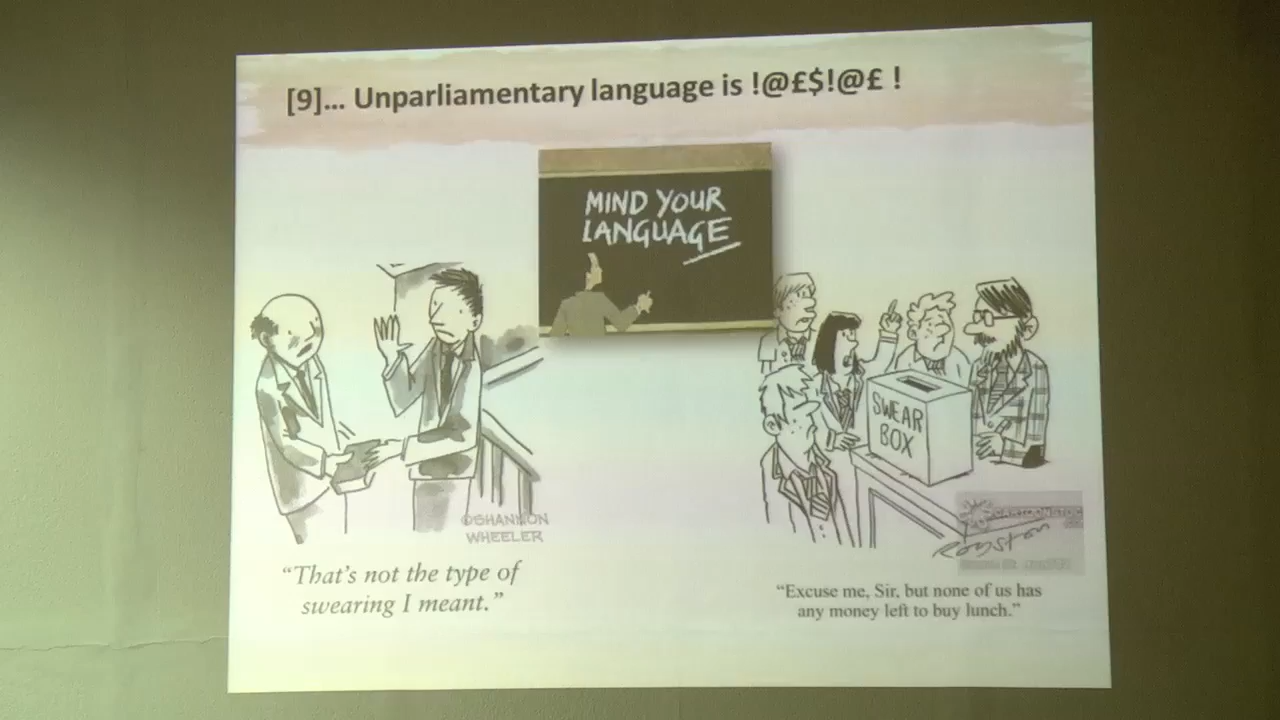 [9]... Unparliamentary language is !@£$!@£ !
MIND YOUR
LANGUAGE
SWEAR
BOX
©SHANNON
WHEELER
CARTOONSTOCK
Royston
"That's not the type of
swearing I meant."
"Excuse me, Sir, but none of us has
any money left to buy lunch."